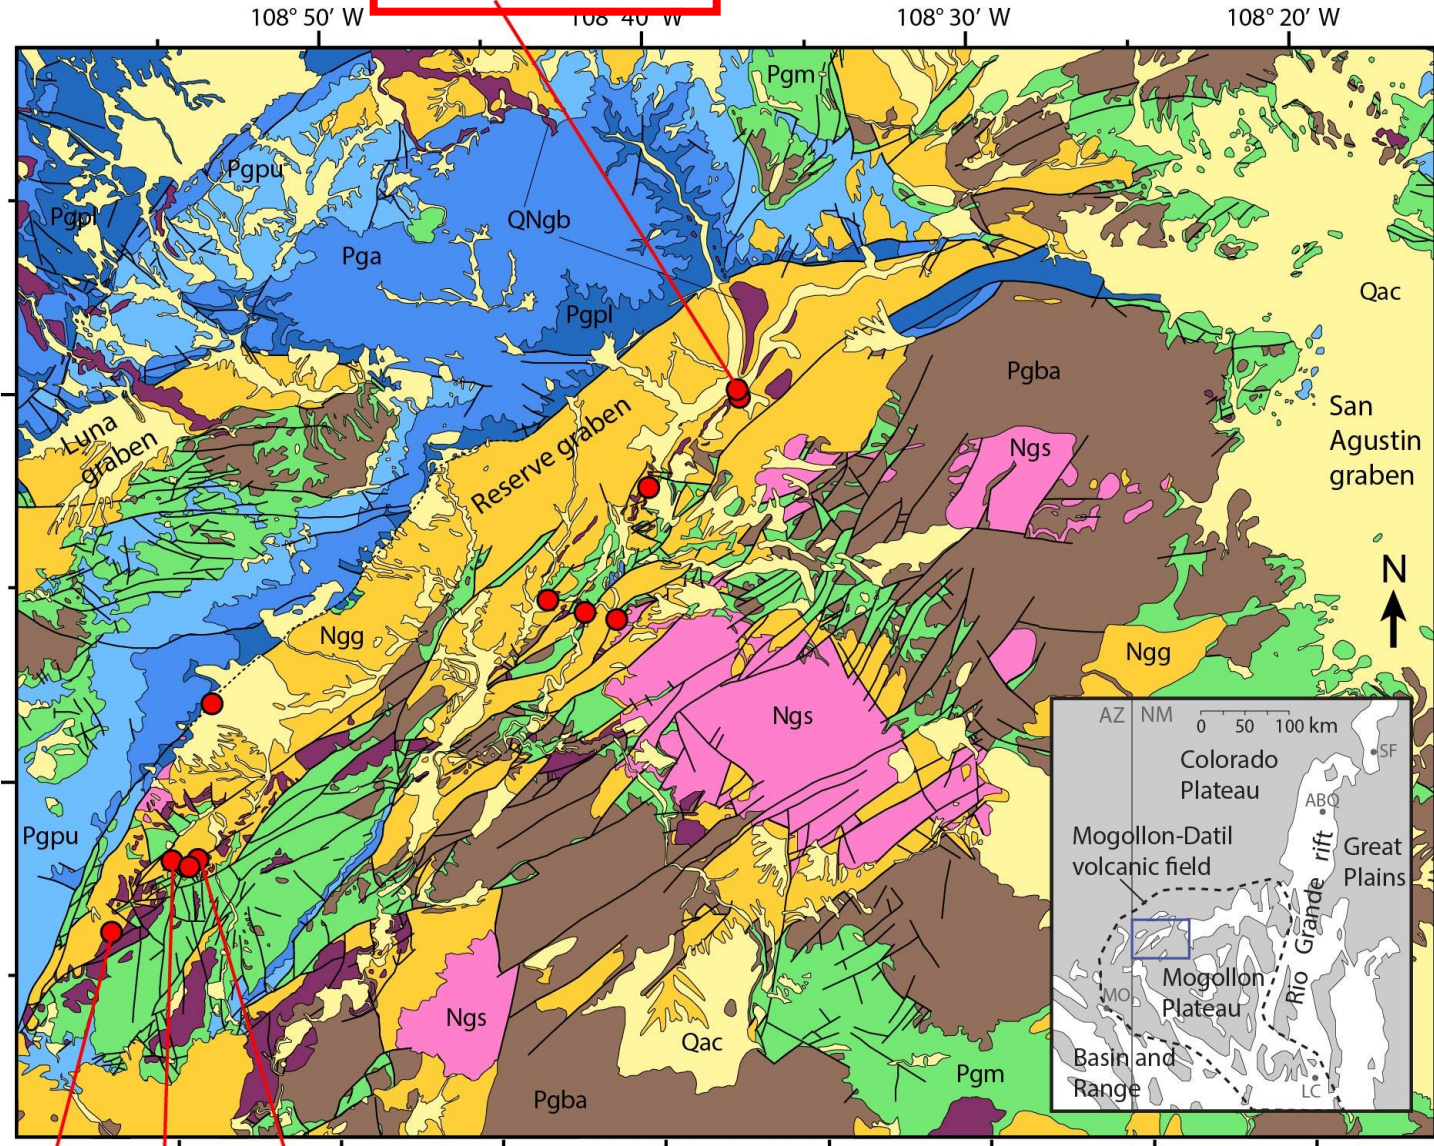 108° 50′ W
108° 40′ W
108° 30′ W
108° 20′ W
Pgm
Pgpu
Pgpl
QNgb
Pga
Qac
Pgpl
Pgba
San
Agustin
graben
Luna
graben
Reserve graben
Ngs
N
Ngg
Ngg
Ngs
AZ NM
0 50 100 km
SF
Colorado
Plateau
ABQ
Mogollon-Datil
volcanic field
Great
Plains
Rio Grande rift
MO
Mogollon
Plateau
Basin and
Range
LC
Pgpu
Ngs
Qac
Pgm
Pgba